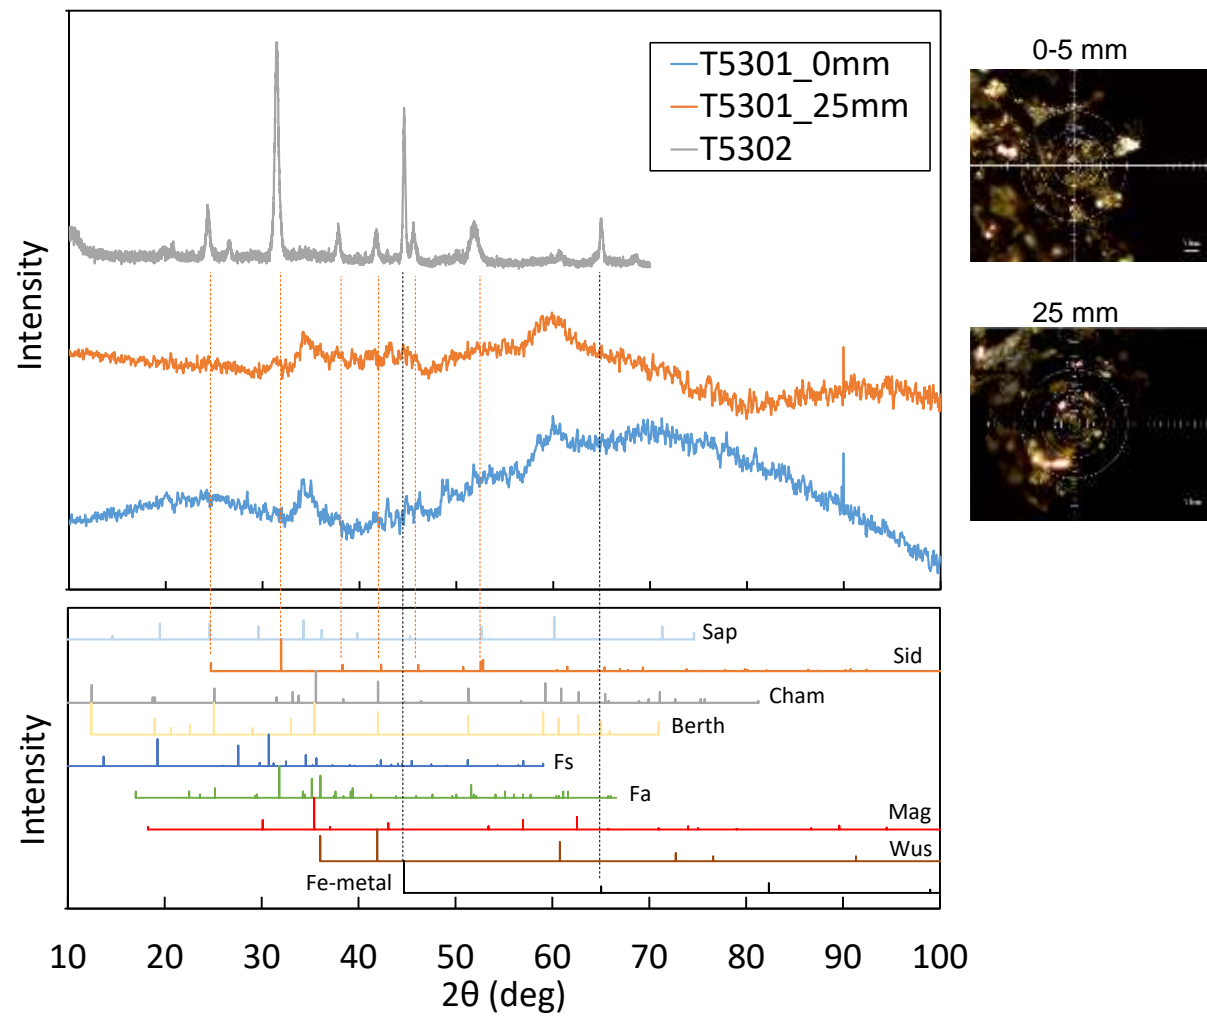 T5301_0mm
T5301_25mm
T5302
0-5 mm
25 mm
Intensity
Sap
Sid
Cham
Berth
Fs
Fa
Mag
Wus
Fe-metal
Intensity
10 20 30 40 50 60 70 80 90 100
2θ (deg)